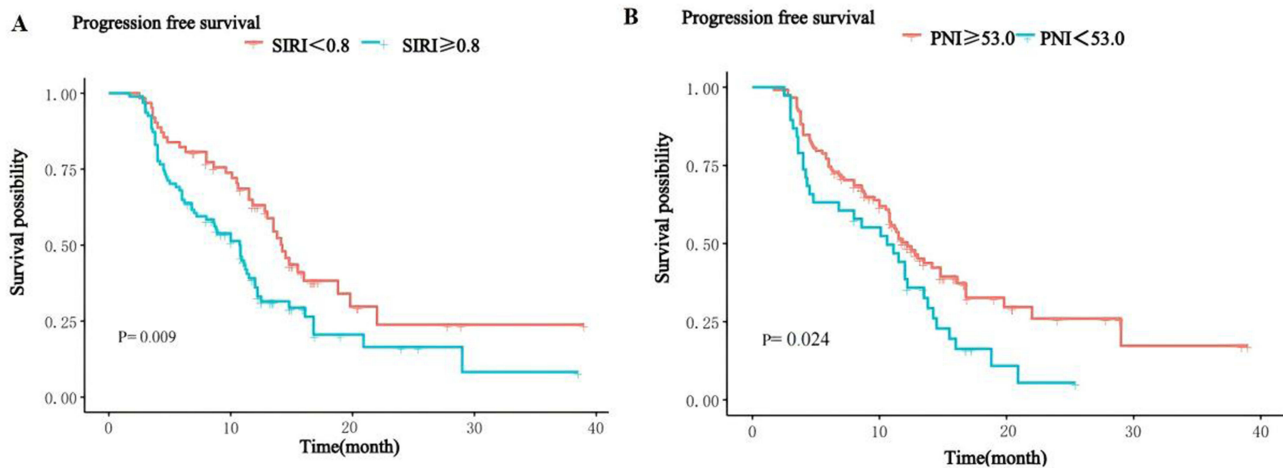 A
Progression free survival
SIRI＜0.8 SIRI≥0.8
Survival possibility
1.00
0.75
0.50
0.25
0.00
P= 0.009
0 10 20 30 40
Time(month)
B
Progression free survival
PNI≥53.0 PNI＜53.0
Survival possibility
1.00
0.75
0.50
0.25
0.00
P= 0.024
0 10 20 30 40
Time(month)